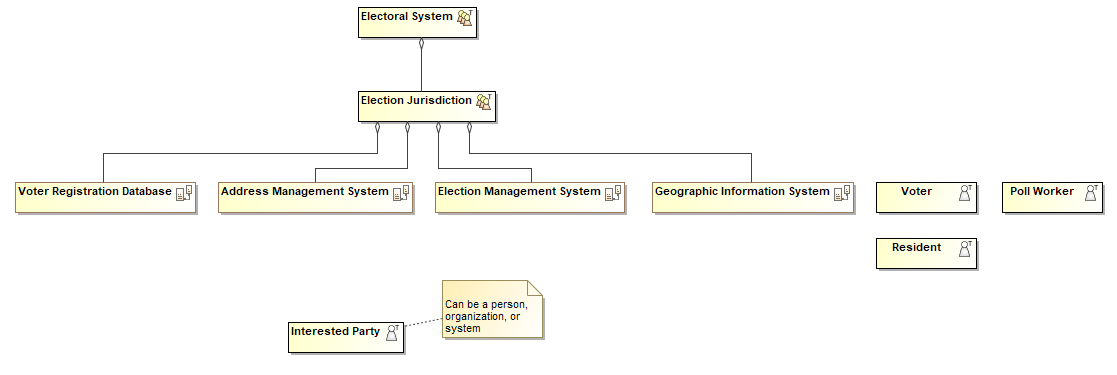 Electoral System
Election Jurisdiction
Voter Registration Database
Address Management System
Election Management System
Geographic Information System
Voter
Poll Worker
Resident
Can be a person,
organization, or
system
Interested Party